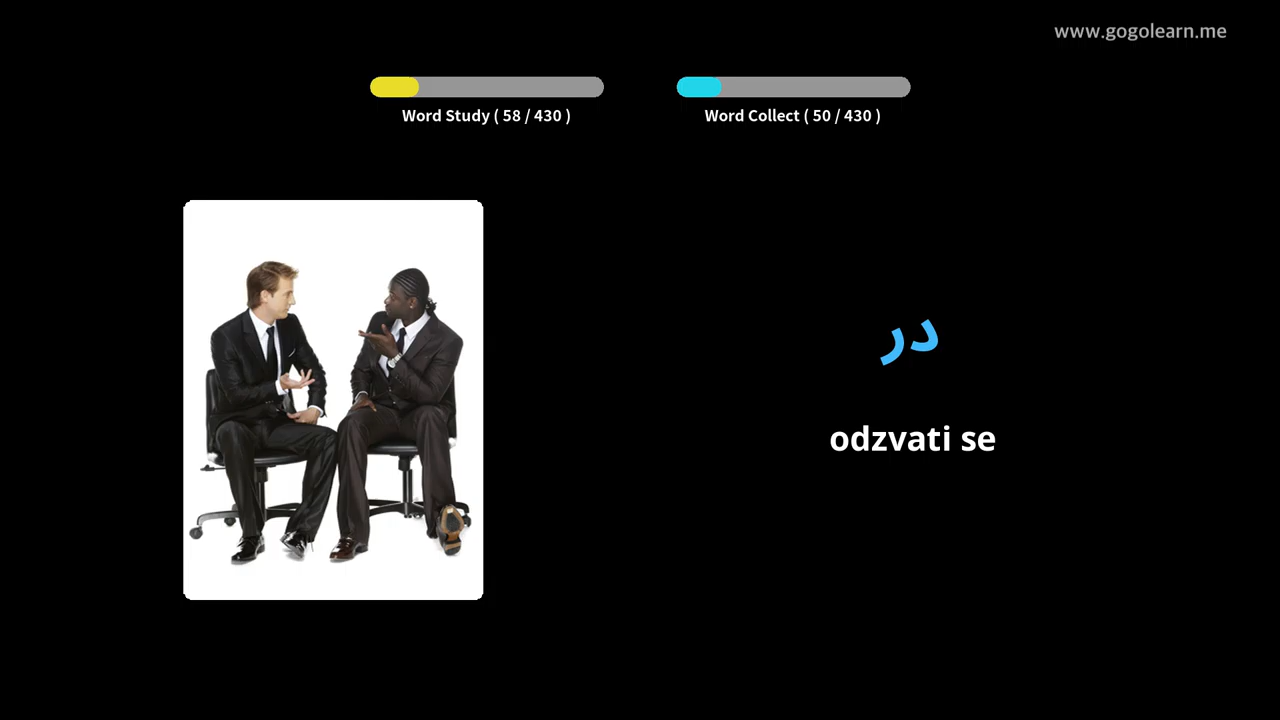 www.gogolearn.me
Word Study ( 58 / 430 )
Word Collect ( 50 / 430 )
در
odzvati se